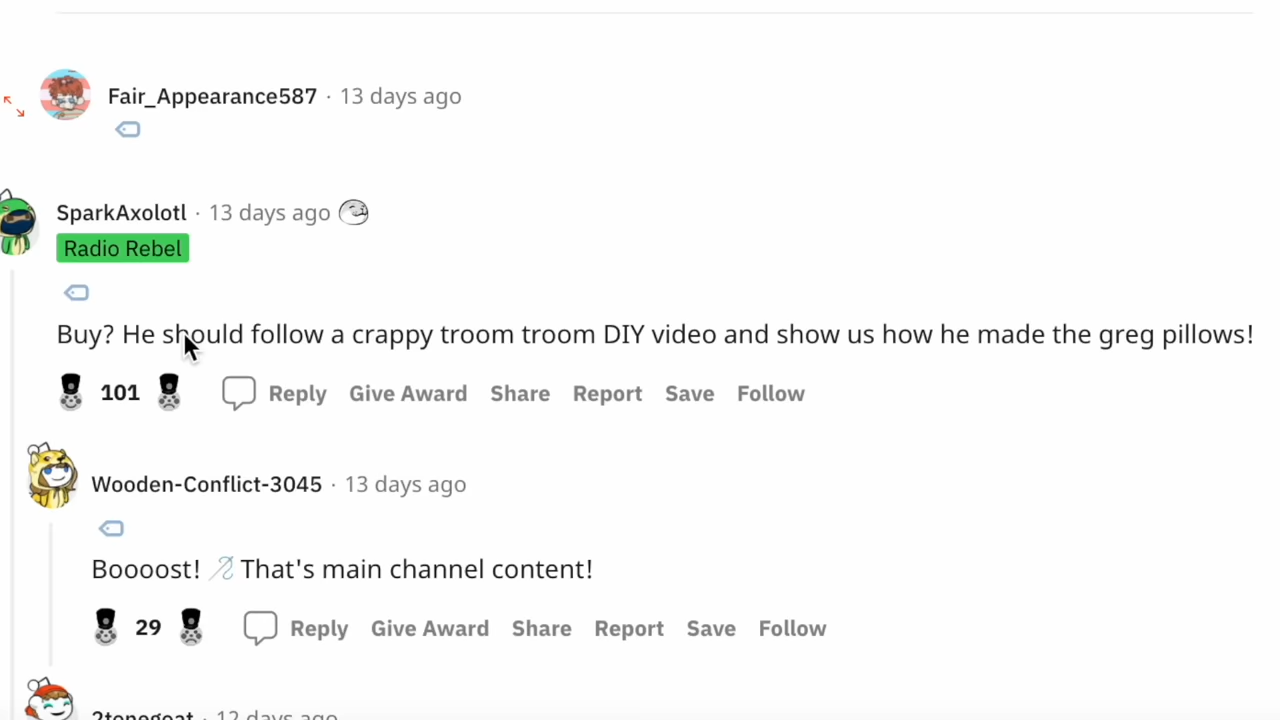 Fair_Appearance587 · 13 days ago
SparkAxolotl · 13 days ago
Radio Rebel
Buy? He should follow a crappy troom troom DIY video and show us how he made the greg pillows!
101 Reply Give Award Share Report Save Follow
Wooden-Conflict-3045 · 13 days ago
Boooost! 🪡 That's main channel content!
29 Reply Give Award Share Report Save Follow
2tonegoat · 12 days ago